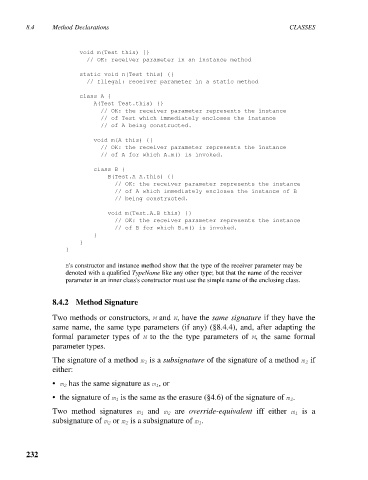 8.4 Method Declarations CLASSES
void m(Test this) {}
// OK: receiver parameter in an instance method
static void n(Test this) {}
// Illegal: receiver parameter in a static method
class A {
A(Test Test.this) {}
// OK: the receiver parameter represents the instance
// of Test which immediately encloses the instance
// of A being constructed.
void m(A this) {}
// OK: the receiver parameter represents the instance
// of A for which A.m() is invoked.
class B {
B(Test.A A.this) {}
// OK: the receiver parameter represents the instance
// of A which immediately encloses the instance of B
// being constructed.
void m(Test.A.B this) {}
// OK: the receiver parameter represents the instance
// of B for which B.m() is invoked.
}
}
}
B's constructor and instance method show that the type of the receiver parameter may be
denoted with a qualified TypeName like any other type; but that the name of the receiver
parameter in an inner class's constructor must use the simple name of the enclosing class.
8.4.2 Method Signature
Two methods or constructors, M and N, have the same signature if they have the
same name, the same type parameters (if any) (§8.4.4), and, after adapting the
formal parameter types of N to the the type parameters of M, the same formal
parameter types.
The signature of a method m1 is a subsignature of the signature of a method m2 if
either:
• m2 has the same signature as m1, or
• the signature of m1 is the same as the erasure (§4.6) of the signature of m2.
Two method signatures m1 and m2 are override-equivalent iff either m1 is a
subsignature of m2 or m2 is a subsignature of m1.
232